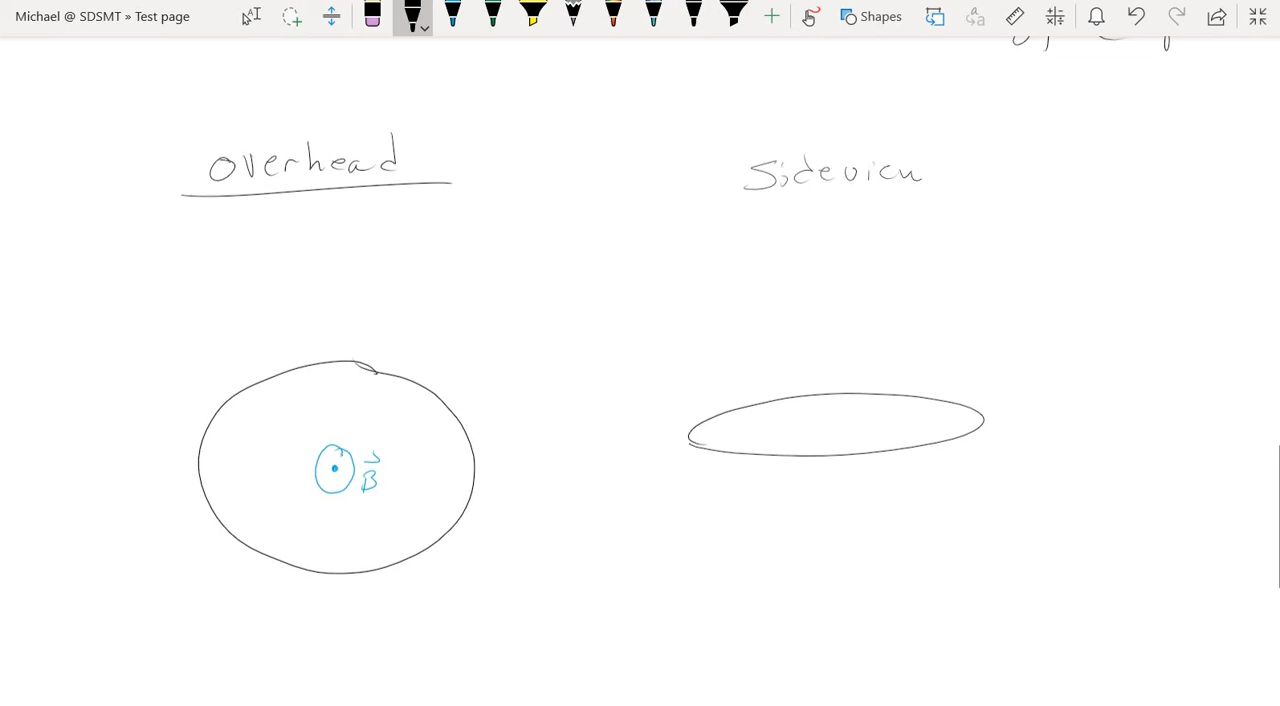 Michael @ SDSMT » Test page
Shapes
overhead
Sideview
B